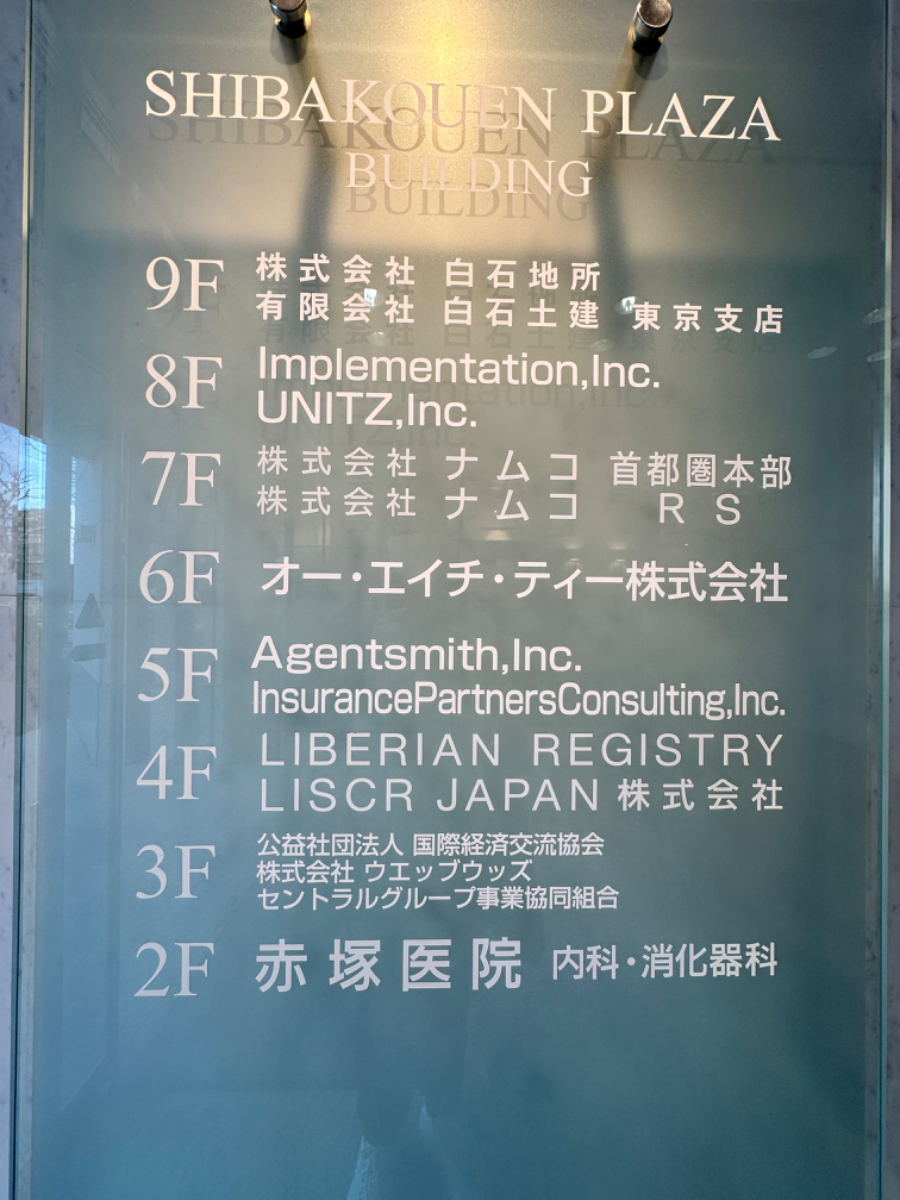 SHIBAKOUEN PLAZA
BUILDING
9F 株式会社 白石地所
有限会社 白石土建 東京支店
8F Implementation,Inc.
UNITZ,Inc.
7F 株式会社 ナムコ 首都圏本部
株式会社 ナムコ RS
6F オー・エイチ・ティー株式会社
5F Agentsmith,Inc.
InsurancePartnersConsulting,Inc.
4F LIBERIAN REGISTRY
LISCR JAPAN 株式会社
3F 公益社団法人 国際経済交流協会
株式会社 ウエッブウッズ
セントラルグループ事業協同組合
2F 赤塚医院 内科・消化器科